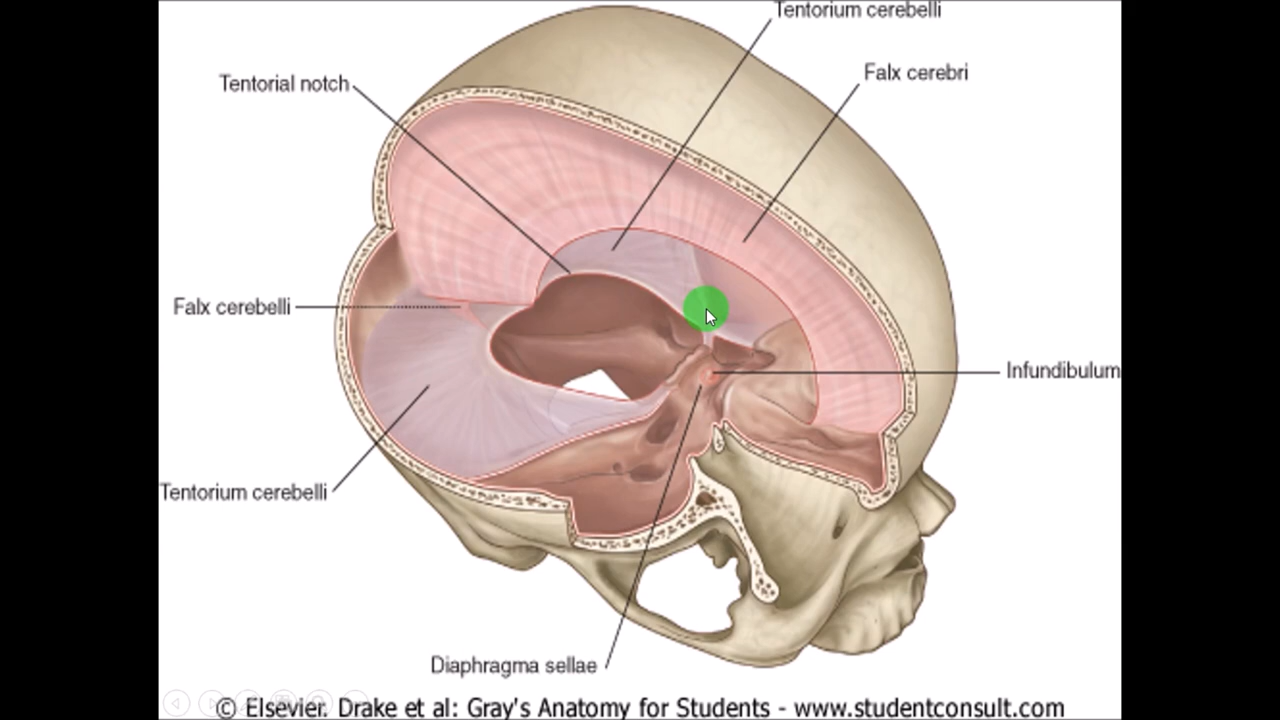 Tentorium cerebelli
Falx cerebri
Tentorial notch
Falx cerebelli
Infundibulum
Tentorium cerebelli
Diaphragma sellae
© Elsevier. Drake et al: Gray's Anatomy for Students - www.studentconsult.com